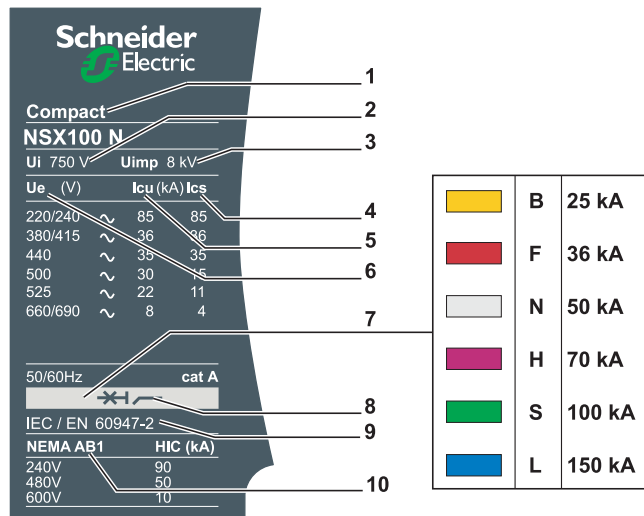 Schneider
Electric
Compact
NSX100 N
Ui 750 V Uimp 8 kV
Ue (V) Icu (kA) Ics
220/240 ∿ 85 85
380/415 ∿ 36 36
440 ∿ 35 35
500 ∿ 30 15
525 ∿ 22 11
660/690 ∿ 8 4
50/60Hz cat A
IEC / EN 60947-2
NEMA AB1 HIC (kA)
240V 90
480V 50
600V 10
1
2
3
4
5
6
7
8
9
10
B 25 kA
F 36 kA
N 50 kA
H 70 kA
S 100 kA
L 150 kA